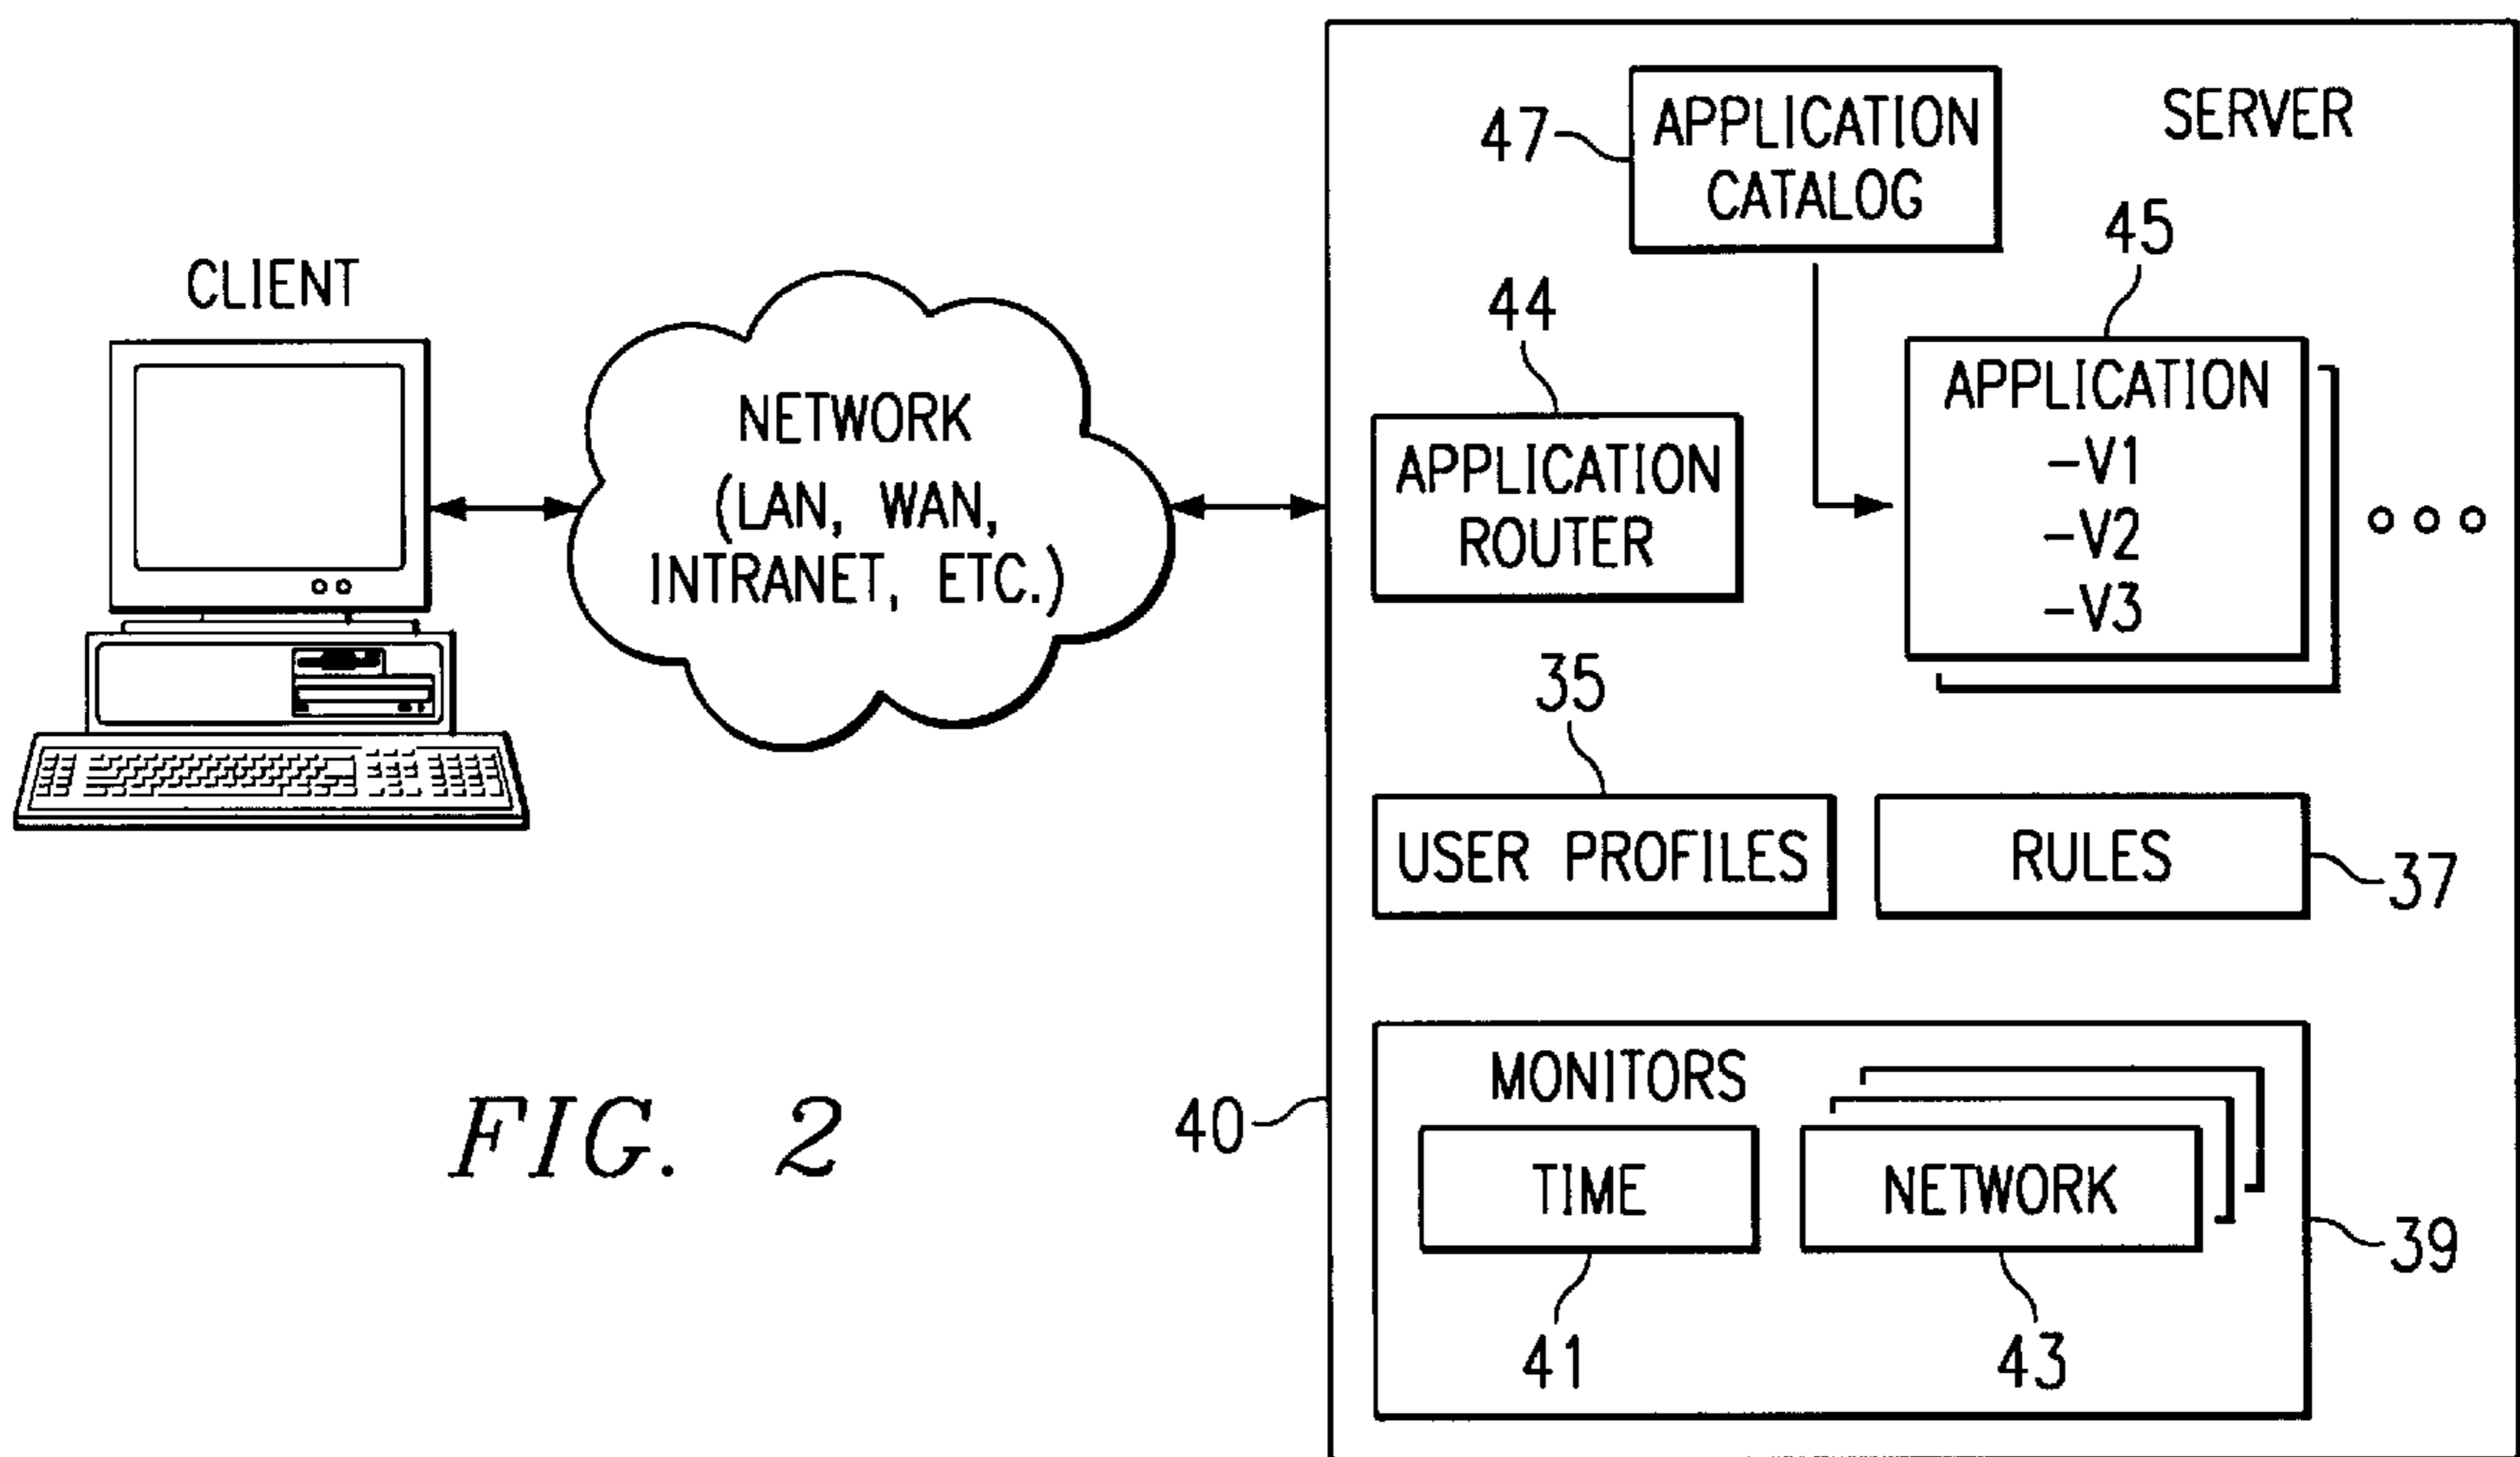 CLIENT
NETWORK
(LAN, WAN,
INTRANET, ETC.)
SERVER
47
APPLICATION
CATALOG
45
44
APPLICATION
ROUTER
APPLICATION
-V1
-V2
-V3
35
USER PROFILES
RULES
37
40
MONITORS
TIME
NETWORK
39
41
43
FIG. 2